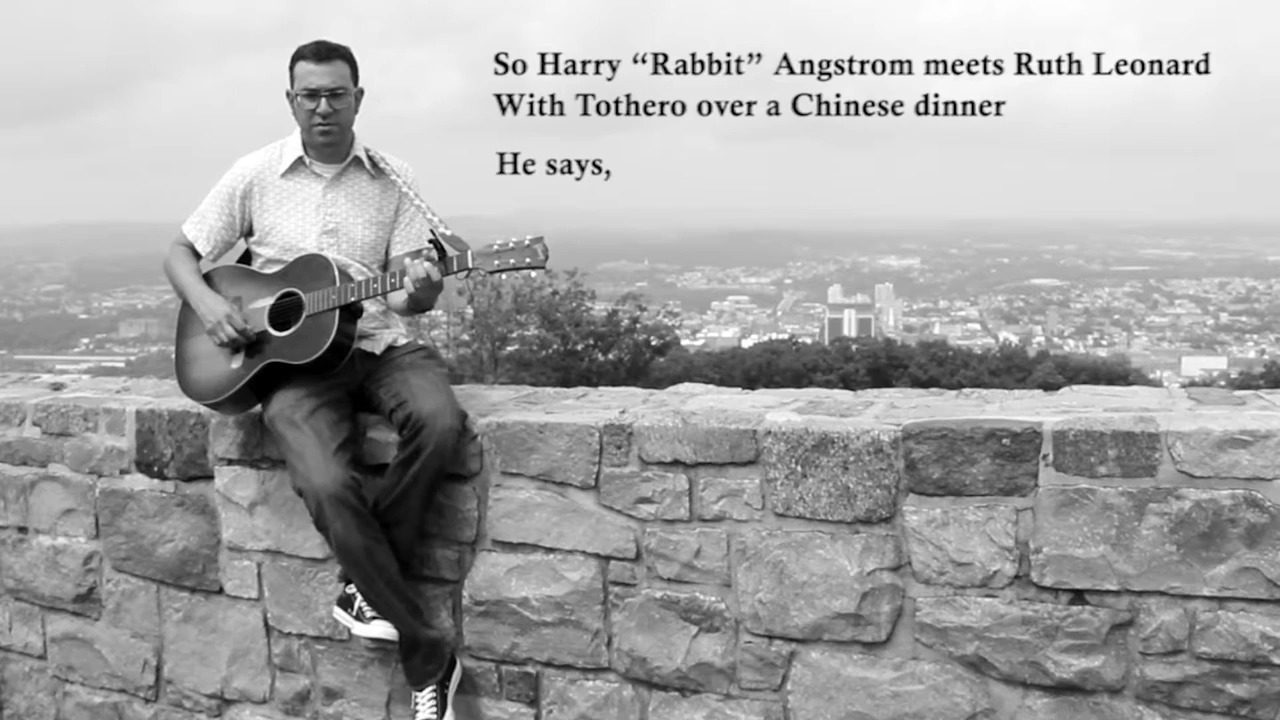 So Harry “Rabbit” Angstrom meets Ruth Leonard
With Tothero over a Chinese dinner
He says,